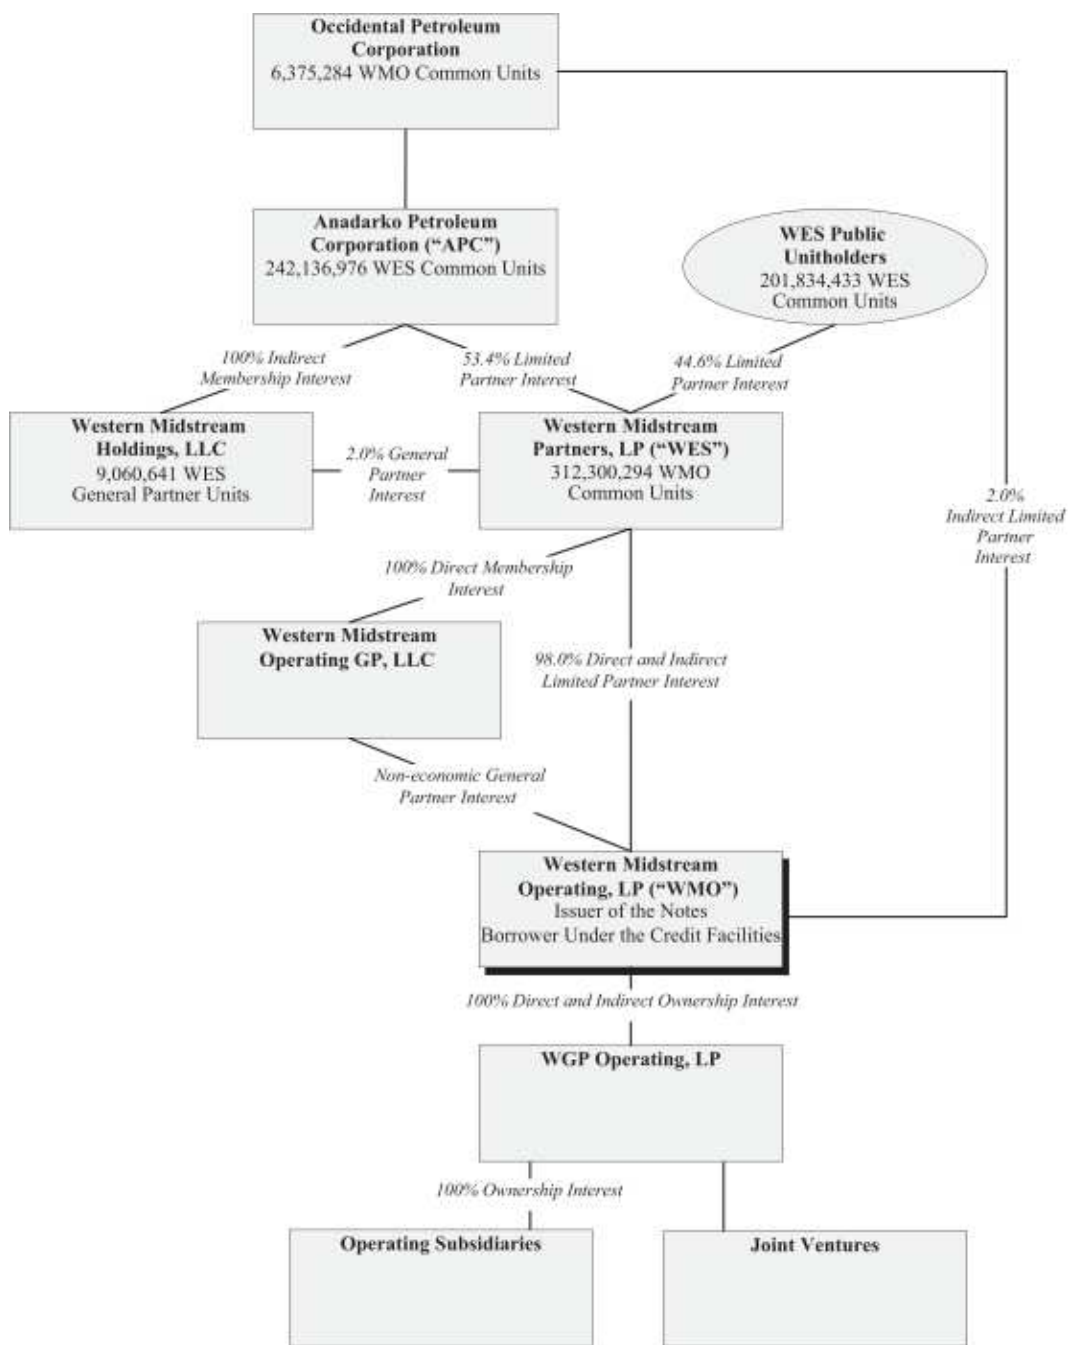 Occidental Petroleum
Corporation
6,375,284 WMO Common Units
Anadarko Petroleum
Corporation (“APC”)
242,136,976 WES Common Units
WES Public
Unitholders
201,834,433 WES
Common Units
100% Indirect
Membership Interest
53.4% Limited
Partner Interest
44.6% Limited
Partner Interest
Western Midstream
Holdings, LLC
9,060,641 WES
General Partner Units
2.0% General
Partner
Interest
Western Midstream
Partners, LP (“WES”)
312,300,294 WMO
Common Units
2.0%
Indirect Limited
Partner
Interest
100% Direct Membership
Interest
Western Midstream
Operating GP, LLC
98.0% Direct and Indirect
Limited Partner Interest
Non-economic General
Partner Interest
Western Midstream
Operating, LP (“WMO”)
Issuer of the Notes
Borrower Under the Credit Facilities
100% Direct and Indirect Ownership Interest
WGP Operating, LP
100% Ownership Interest
Operating Subsidiaries
Joint Ventures